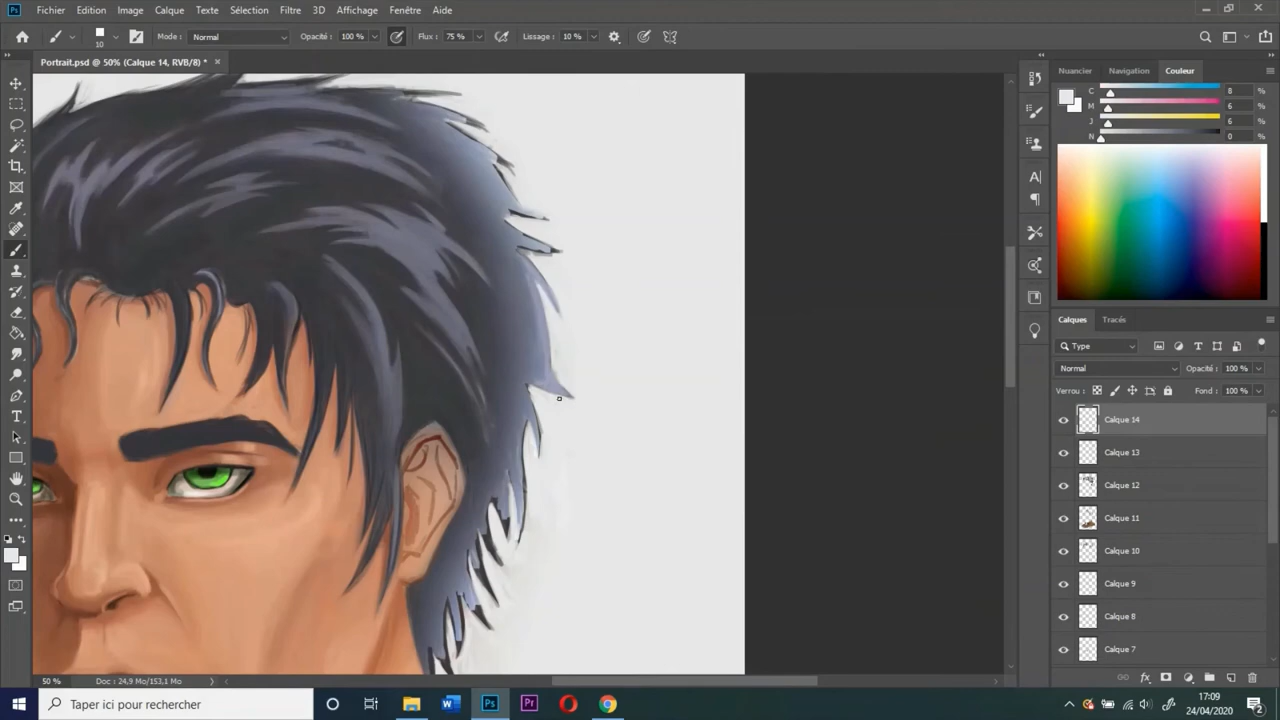 Ps Fichier Edition Image Calque Texte Sélection Filtre 3D Affichage Fenêtre Aide
10 Mode : Normal Opacité : 100 % Flux : 75 % Lissage : 10 %
Portrait.psd @ 50% (Calque 14, RVB/8) *
Nuancier Navigation Couleur
C 8 %
M 6 %
J 6 %
N 0 %
Calques Tracés
Type
Normal Opacité : 100 %
Verrou : Fond : 100 %
Calque 14
Calque 13
Calque 12
Calque 11
Calque 10
Calque 9
Calque 8
Calque 7
50 % Doc : 24,9 Mo/153,1 Mo
Taper ici pour rechercher
17:09
24/04/2020
2